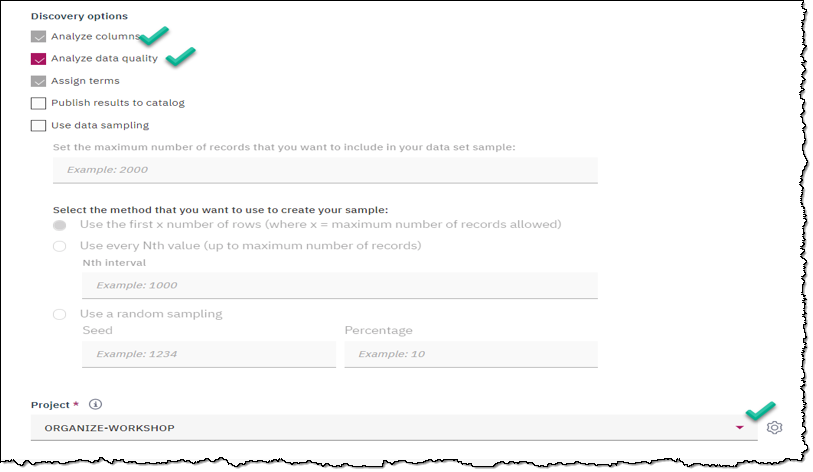 Discovery options
Analyze columns
Analyze data quality
Assign terms
Publish results to catalog
Use data sampling
Set the maximum number of records that you want to include in your data set sample:
Example: 2000
Select the method that you want to use to create your sample:
Use the first x number of rows (where x = maximum number of records allowed)
Use every Nth value (up to maximum number of records)
Nth interval
Example: 1000
Use a random sampling
Seed Percentage
Example: 1234 Example: 10
Project *
ORGANIZE-WORKSHOP